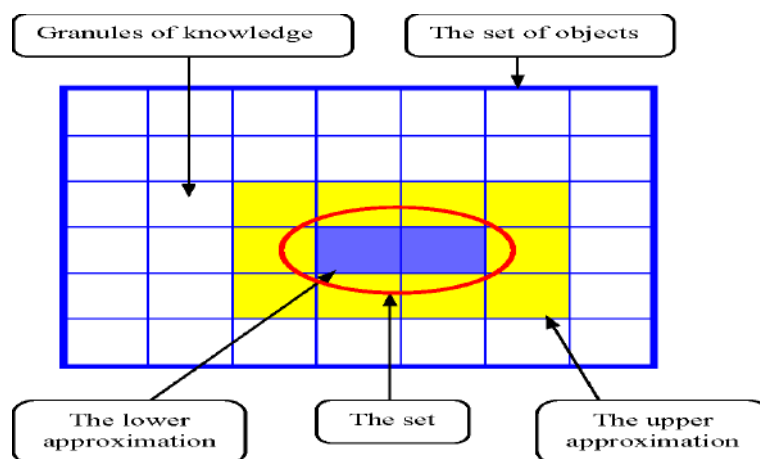 Granules of knowledge
The set of objects
The lower
approximation
The set
The upper
approximation